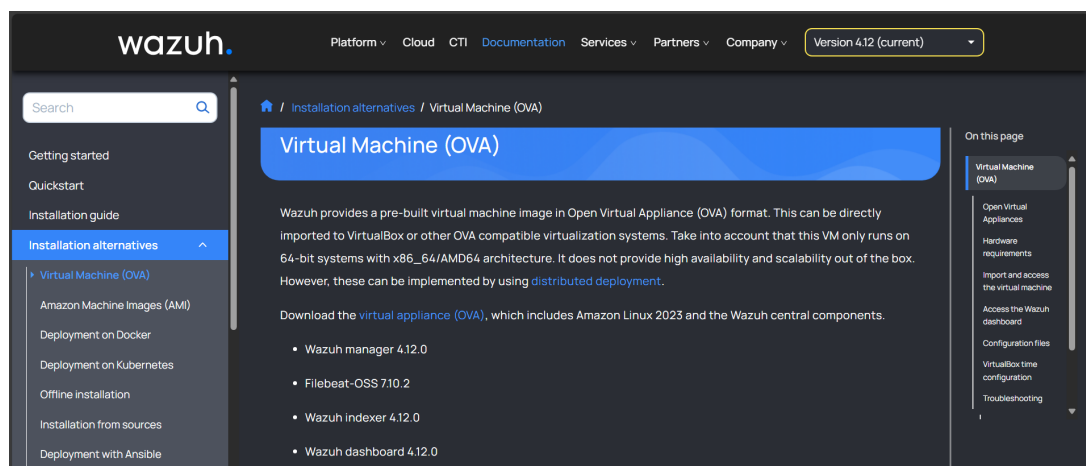 wazuh.
Platform Cloud CTI Documentation Services Partners Company Version 4.12 (current)
Search
Getting started
Quickstart
Installation guide
Installation alternatives
Virtual Machine (OVA)
Amazon Machine Images (AMI)
Deployment on Docker
Deployment on Kubernetes
Offline installation
Installation from sources
Deployment with Ansible
/ Installation alternatives / Virtual Machine (OVA)
Virtual Machine (OVA)
Wazuh provides a pre-built virtual machine image in Open Virtual Appliance (OVA) format. This can be directly
imported to VirtualBox or other OVA compatible virtualization systems. Take into account that this VM only runs on
64-bit systems with x86_64/AMD64 architecture. It does not provide high availability and scalability out of the box.
However, these can be implemented by using distributed deployment.
Download the virtual appliance (OVA), which includes Amazon Linux 2023 and the Wazuh central components.
• Wazuh manager 4.12.0
• Filebeat-OSS 7.10.2
• Wazuh indexer 4.12.0
• Wazuh dashboard 4.12.0
On this page
Virtual Machine
(OVA)
Open Virtual
Appliances
Hardware
requirements
Import and access
the virtual machine
Access the Wazuh
dashboard
Configuration files
VirtualBox time
configuration
Troubleshooting